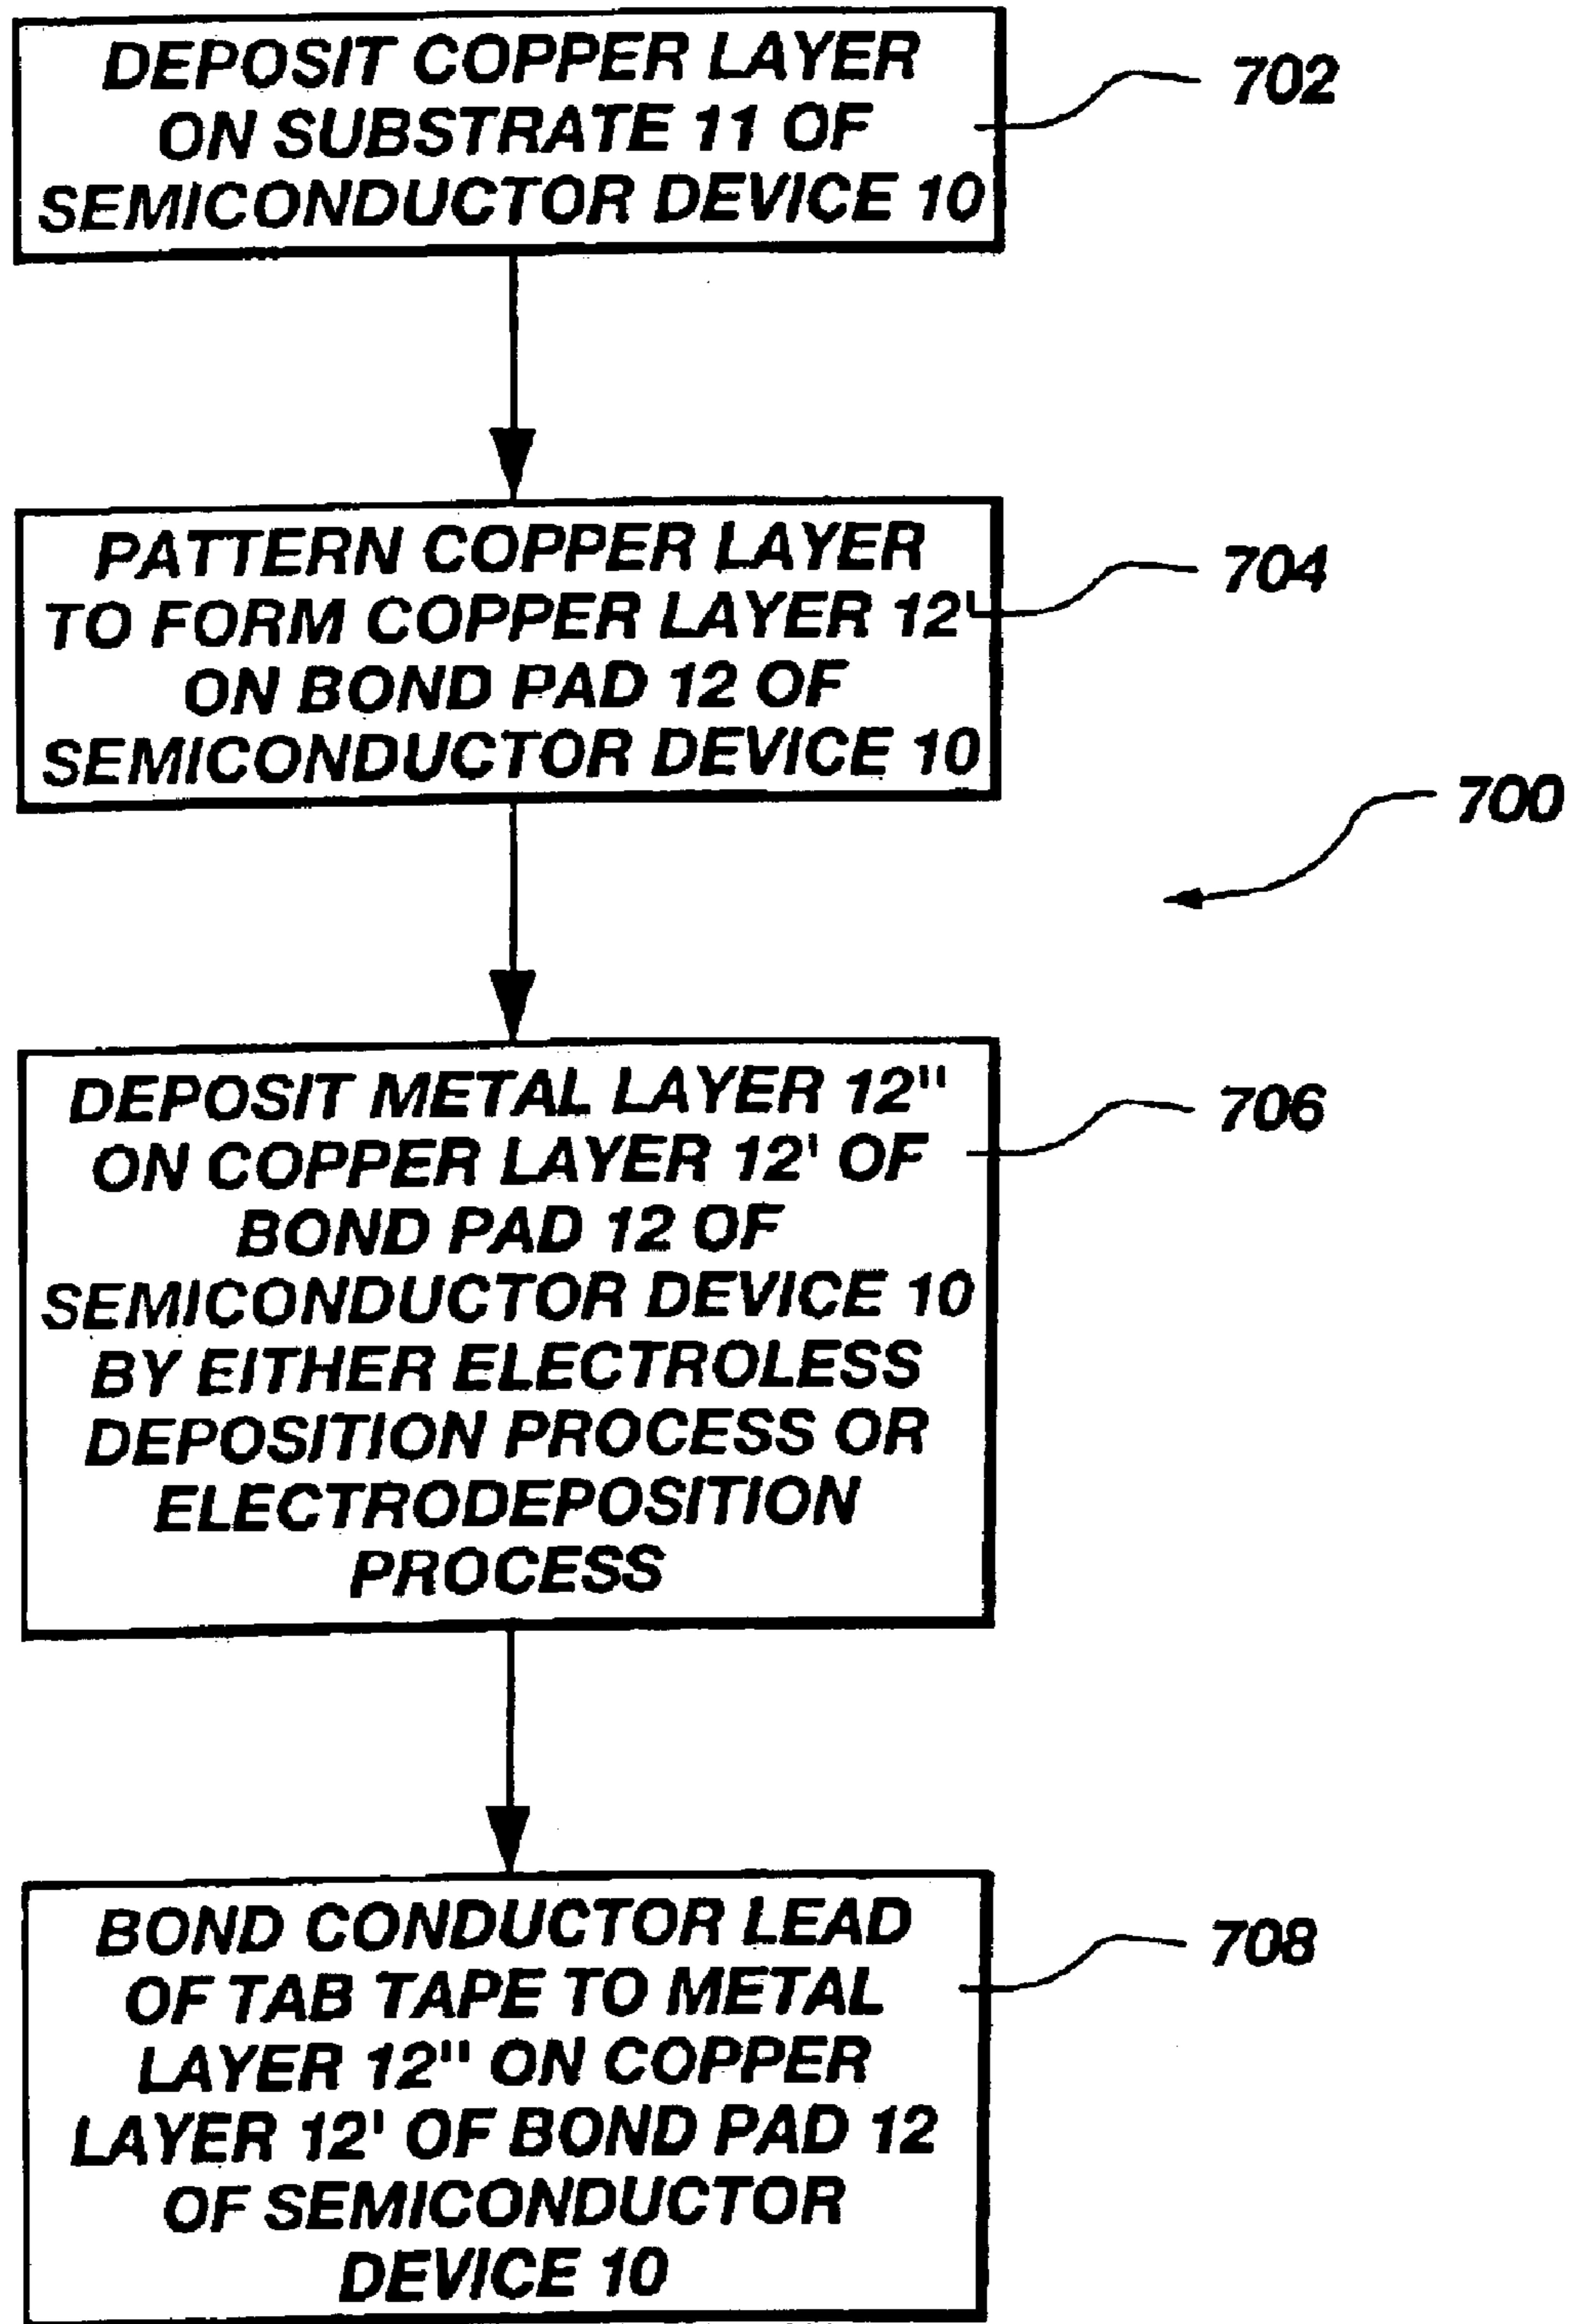 DEPOSIT COPPER LAYER
ON SUBSTRATE 11 OF
SEMICONDUCTOR DEVICE 10
702
PATTERN COPPER LAYER
TO FORM COPPER LAYER 12'
ON BOND PAD 12 OF
SEMICONDUCTOR DEVICE 10
704
700
DEPOSIT METAL LAYER 12"
ON COPPER LAYER 12' OF
BOND PAD 12 OF
SEMICONDUCTOR DEVICE 10
BY EITHER ELECTROLESS
DEPOSITION PROCESS OR
ELECTRODEPOSITION
PROCESS
706
BOND CONDUCTOR LEAD
OF TAB TAPE TO METAL
LAYER 12" ON COPPER
LAYER 12' OF BOND PAD 12
OF SEMICONDUCTOR
DEVICE 10
708